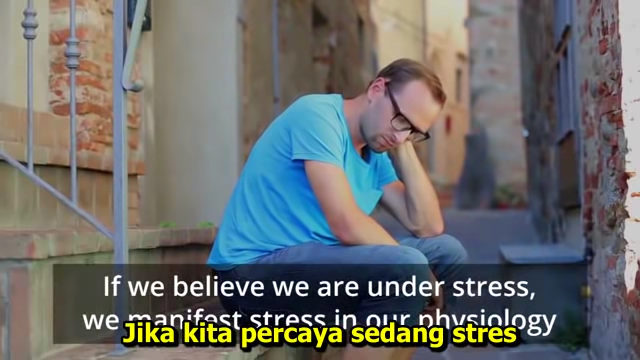 If we believe we are under stress,
we manifest stress in our physiology
Jika kita percaya sedang stres